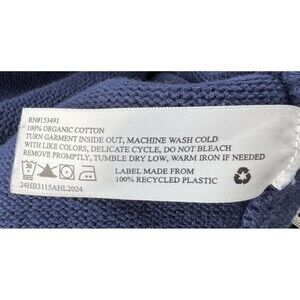 RN#153491
100% ORGANIC COTTON
TURN GARMENT INSIDE OUT, MACHINE WASH COLD
WITH LIKE COLORS, DELICATE CYCLE, DO NOT BLEACH
REMOVE PROMPTLY, TUMBLE DRY LOW, WARM IRON IF NEEDED
30
LABEL MADE FROM
100% RECYCLED PLASTIC
24HB3115AHL2024